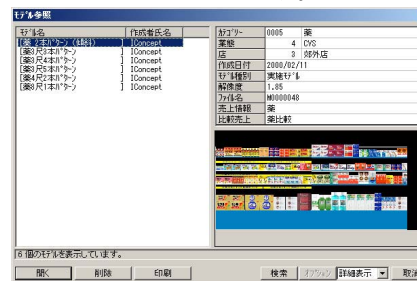 モデル参照
モデル名 作成者氏名
[薬 2本パターン (傾斜) ] IConcept
[薬3尺3本パターン) ] IConcept
[薬3尺4本パターン) ] IConcept
[薬3尺5本パターン) ] IConcept
[薬4尺2本パターン) ] IConcept
[薬8尺1本パターン) ] IConcept
カテゴリー 0005 薬
業態 4 CVS
店 3 郊外店
作成日付 2000/02/11
モデル種別 実施モデル
解像度 1.85
ファイル名 M0000048
売上情報 薬
比較売上 薬比較
6 個のモデルを表示しています。
開く 削除 印刷 検索 オプション 詳細表示 取消